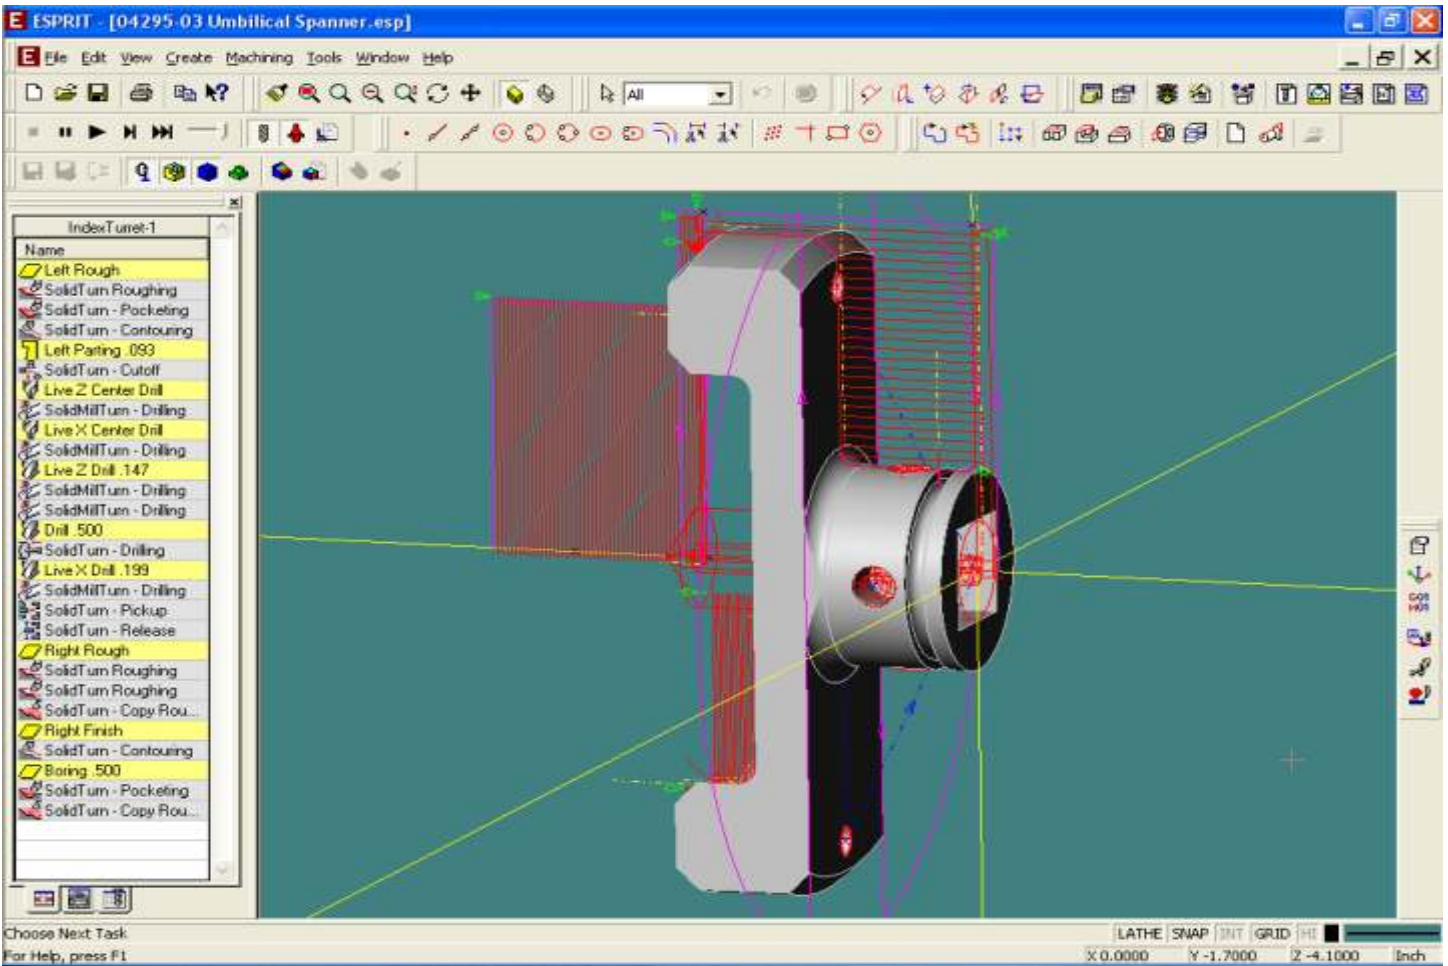 ESPRIT - [04295-03 Umbilical Spanner.esp]
File Edit View Create Machining Tools Window Help
All
IndexTurret-1
Name
Left Rough
SolidTurn Roughing
SolidTurn - Pocketing
SolidTurn - Contouring
Left Parting .093
SolidTurn - Cutoff
Live Z Center Drill
SolidMillTurn - Drilling
Live X Center Drill
SolidMillTurn - Drilling
Live Z Drill .147
SolidMillTurn - Drilling
SolidMillTurn - Drilling
Drill .500
SolidTurn - Drilling
Live X Drill .199
SolidMillTurn - Drilling
SolidTurn - Pickup
SolidTurn - Release
Right Rough
SolidTurn Roughing
SolidTurn Roughing
SolidTurn - Copy Rou...
Right Finish
SolidTurn - Contouring
Boring .500
SolidTurn - Pocketing
SolidTurn - Copy Rou...
Choose Next Task
LATHE SNAP INT GRID HI
For Help, press F1
X 0.0000 Y -1.7000 Z -4.1000 Inch